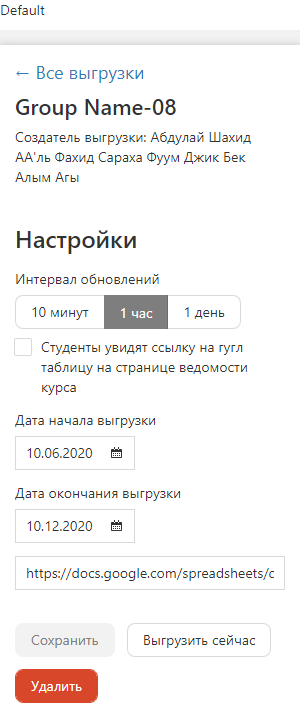 Default
← Все выгрузки
Group Name-08
Создатель выгрузки: Абдулай Шахид
АА'ль Фахид Сараха Фуум Джик Бек
Алым Агы
Настройки
Интервал обновлений
10 минут 1 час 1 день
Студенты увидят ссылку на гугл
таблицу на странице ведомости
курса
Дата начала выгрузки
10.06.2020
Дата окончания выгрузки
10.12.2020
https://docs.google.com/spreadsheets/c
Сохранить Выгрузить сейчас
Удалить